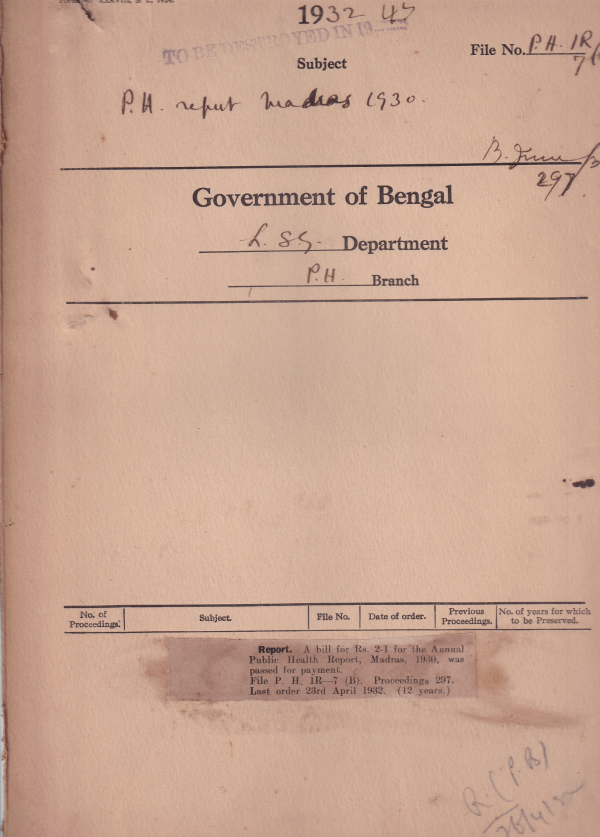 1932 45
TO BE DESTROYED IN 19
File No. P.H. 1R/7
Subject
P.H. report Madras 1930.
B. June
297
Government of Bengal
L. S.G. Department
P.H. Branch
No. of Proceedings. Subject. File No. Date of order. Previous Proceedings. No. of years for which to be Preserved.
Report. A bill for Rs. 2-1 for the Annual
Public Health Report, Madras, 1930, was
passed for payment.
File P. H. 1R—7 (B). Proceedings 297.
Last order 23rd April 1932. (12 years.)